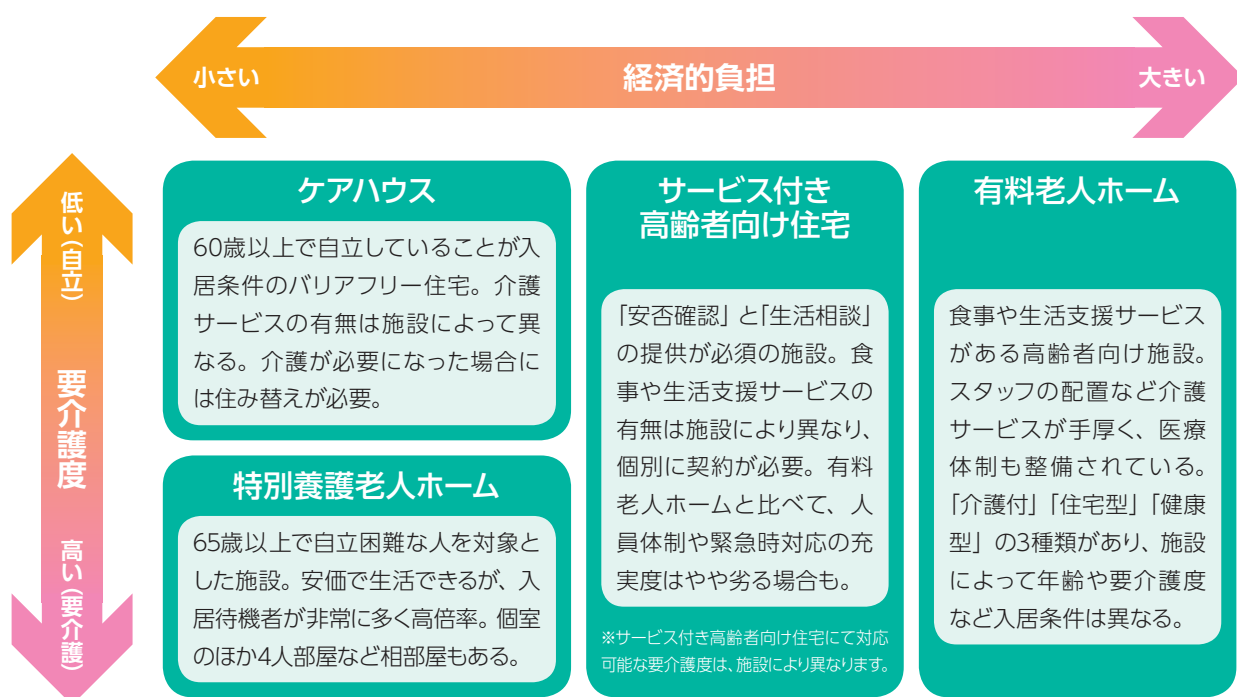 小さい
経済的負担
大きい
低い（自立）
要介護度
高い（要介護）
ケアハウス
60歳以上で自立していることが入
居条件のバリアフリー住宅。介護
サービスの有無は施設によって異
なる。介護が必要になった場合に
は住み替えが必要。
特別養護老人ホーム
65歳以上で自立困難な人を対象と
した施設。安価で生活できるが、入
居待機者が非常に多く高倍率。個室
のほか4人部屋など相部屋もある。
サービス付き
高齢者向け住宅
「安否確認」と「生活相談」
の提供が必須の施設。食
事や生活支援サービスの
有無は施設により異なり、
個別に契約が必要。有料
老人ホームと比べて、人
員体制や緊急時対応の充
実度はやや劣る場合も。
※サービス付き高齢者向け住宅にて対応
可能な要介護度は、施設により異なります。
有料老人ホーム
食事や生活支援サービス
がある高齢者向け施設。
スタッフの配置など介護
サービスが手厚く、医療
体制も整備されている。
「介護付」「住宅型」「健康
型」の3種類があり、施設
によって年齢や要介護度
など入居条件は異なる。